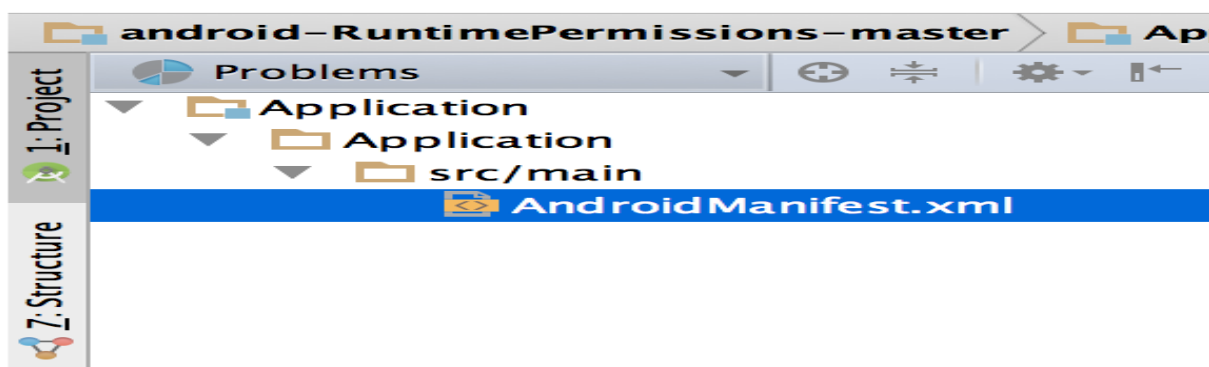 android-RuntimePermissions-master Ap
1: Project
Problems
Application
Application
src/main
AndroidManifest.xml
7: Structure